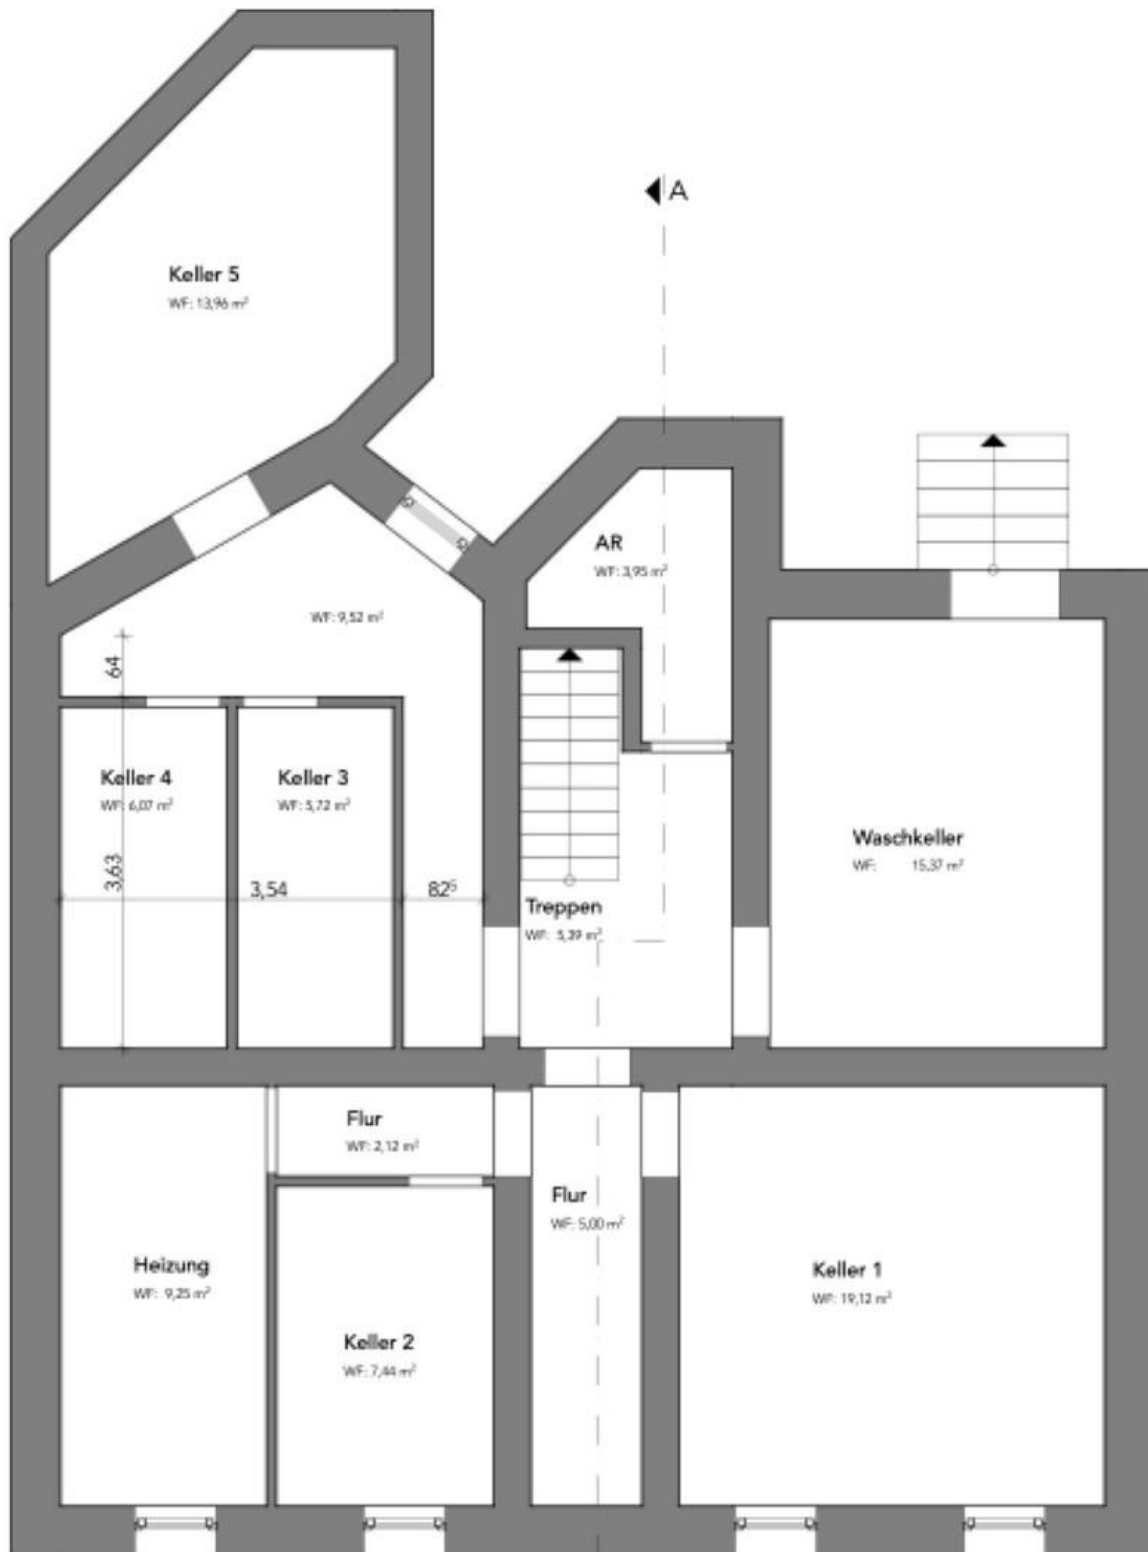 A
Keller 5
WF: 13,96 m²
AR
WF: 3,95 m²
WF: 9,52 m²
64
Keller 4
WF: 6,07 m²
Keller 3
WF: 5,72 m²
Waschkeller
WF: 15,37 m²
3,63
3,54
82⁵
Treppen
WF: 5,39 m²
Flur
WF: 2,12 m²
Flur
WF: 5,00 m²
Heizung
WF: 9,25 m²
Keller 1
WF: 19,12 m²
Keller 2
WF: 7,44 m²